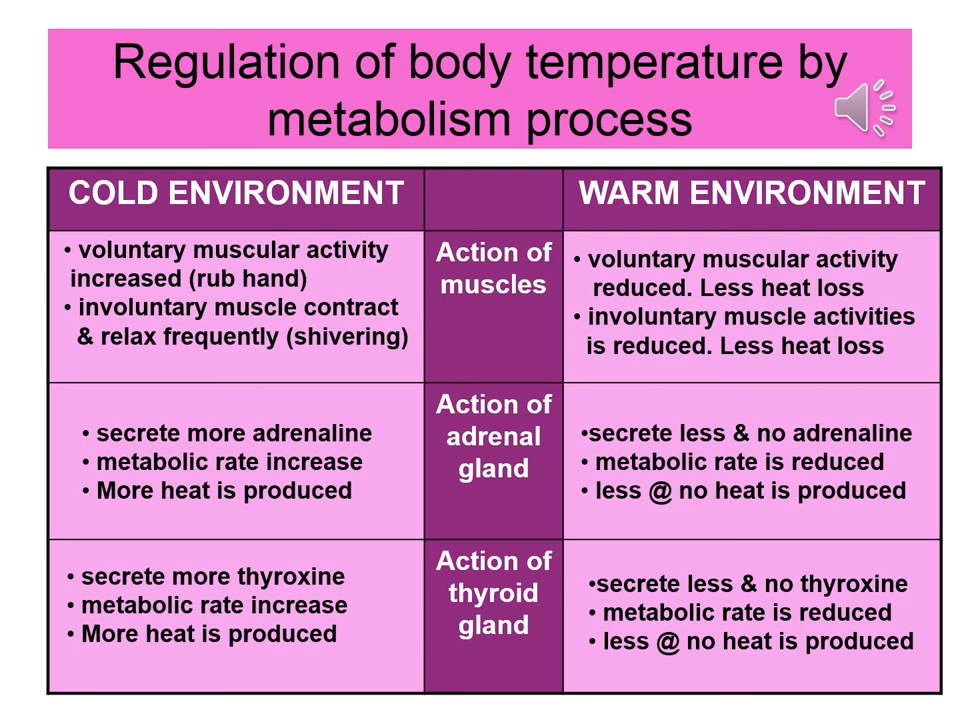 Regulation of body temperature by
metabolism process
COLD ENVIRONMENT
WARM ENVIRONMENT
• voluntary muscular activity
increased (rub hand)
• involuntary muscle contract
& relax frequently (shivering)
Action of
muscles
• voluntary muscular activity
reduced. Less heat loss
• involuntary muscle activities
is reduced. Less heat loss
• secrete more adrenaline
• metabolic rate increase
• More heat is produced
Action of
adrenal
gland
•secrete less & no adrenaline
• metabolic rate is reduced
• less @ no heat is produced
• secrete more thyroxine
• metabolic rate increase
• More heat is produced
Action of
thyroid
gland
•secrete less & no thyroxine
• metabolic rate is reduced
• less @ no heat is produced